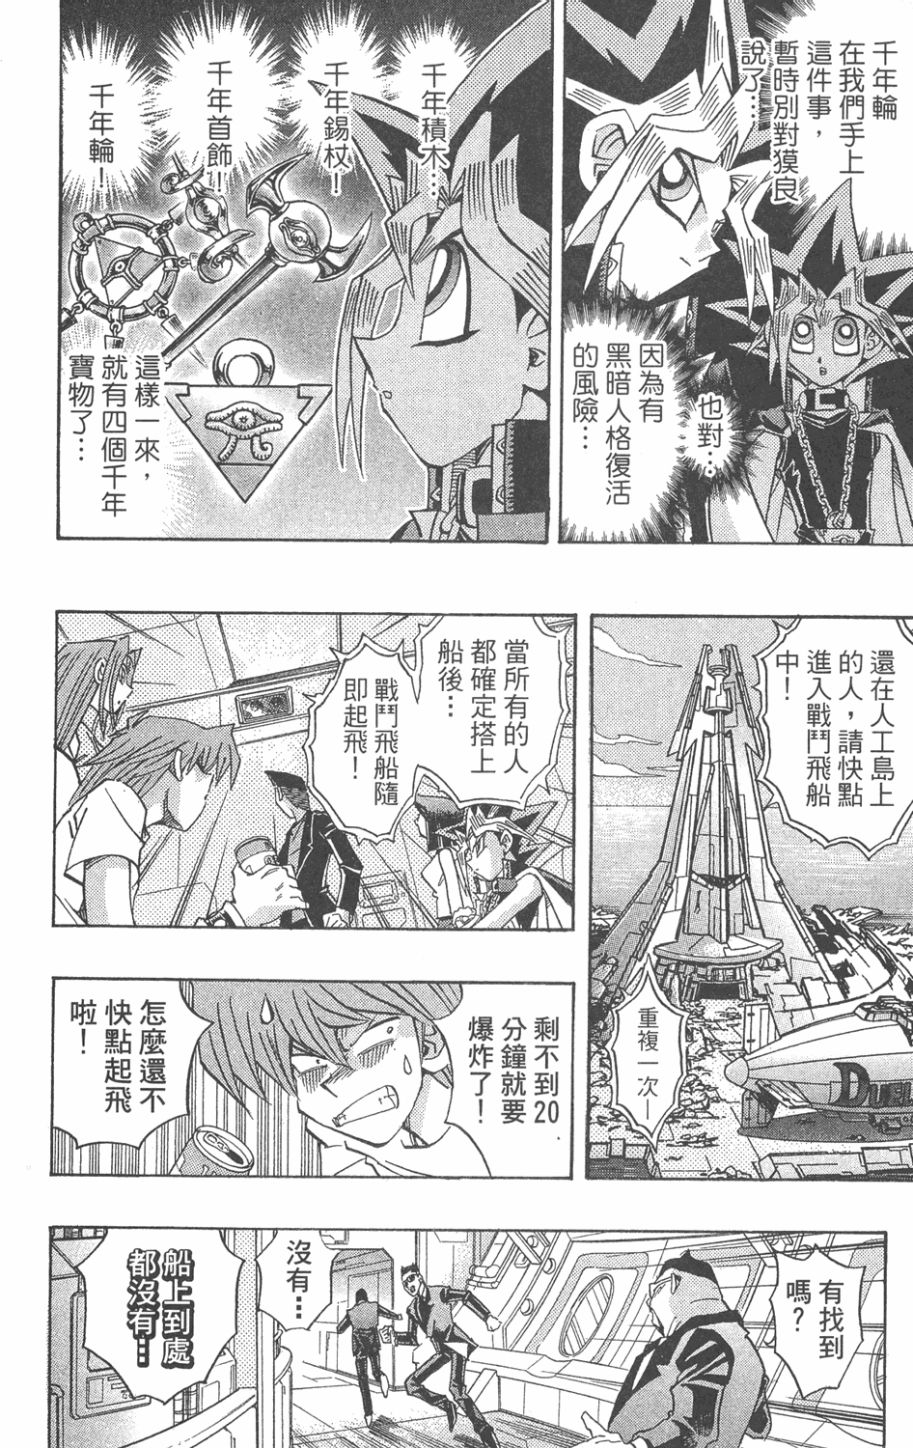 千年輪
在我們手上
這件事，
暫時別對獏良
說了…
也對…
因為有
黑暗人格復活
的風險…
千年積木…
千年錫杖！
千年首飾！
千年輪！
這樣一來，
就有四個千年
寶物了…
還在人工島上
的人，請快點
進入戰鬥飛船
中！
重複一次—
DUEL
當所有的人
都確定搭上
船後…
戰鬥飛船隨
即起飛！
剩不到20
分鐘就要
爆炸了！
怎麼還不
快點起飛
啦！
有找到
嗎？
沒有…
船上到處
都沒有…